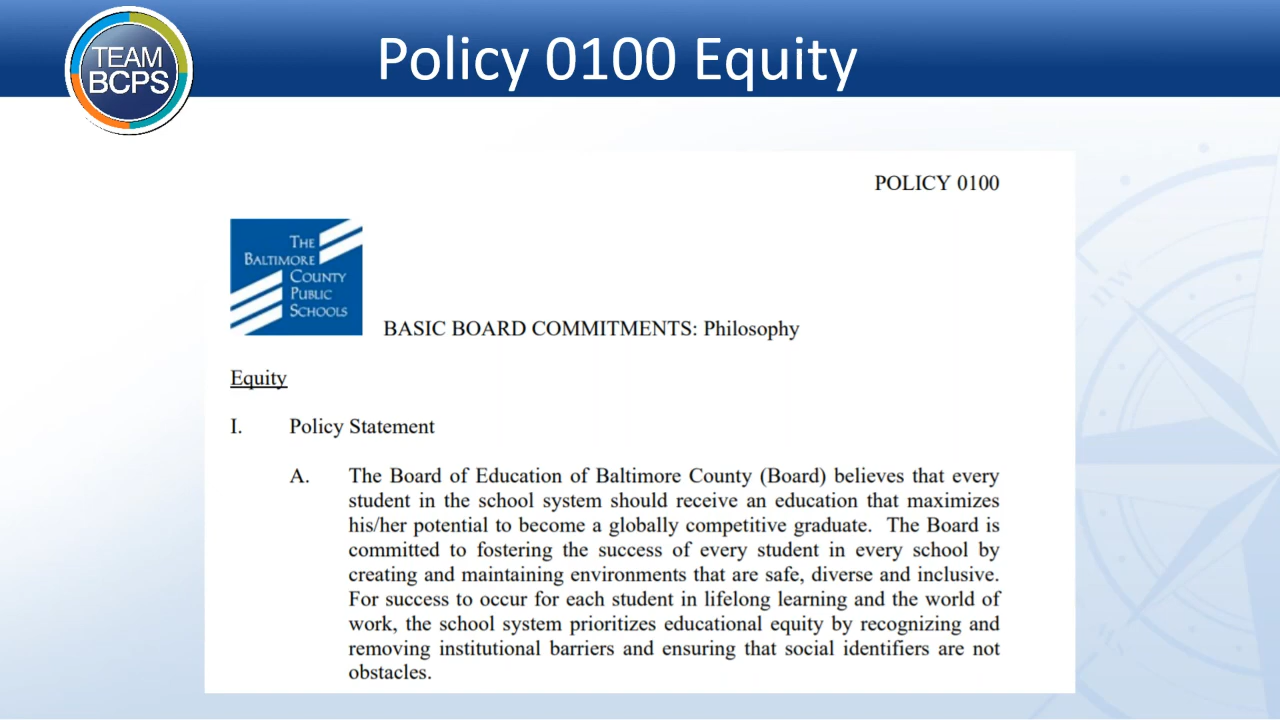 TEAM
BCPS
Policy 0100 Equity
POLICY 0100
THE
BALTIMORE
COUNTY
PUBLIC
SCHOOLS
BASIC BOARD COMMITMENTS: Philosophy
Equity
I. Policy Statement
A. The Board of Education of Baltimore County (Board) believes that every
student in the school system should receive an education that maximizes
his/her potential to become a globally competitive graduate. The Board is
committed to fostering the success of every student in every school by
creating and maintaining environments that are safe, diverse and inclusive.
For success to occur for each student in lifelong learning and the world of
work, the school system prioritizes educational equity by recognizing and
removing institutional barriers and ensuring that social identifiers are not
obstacles.
NW